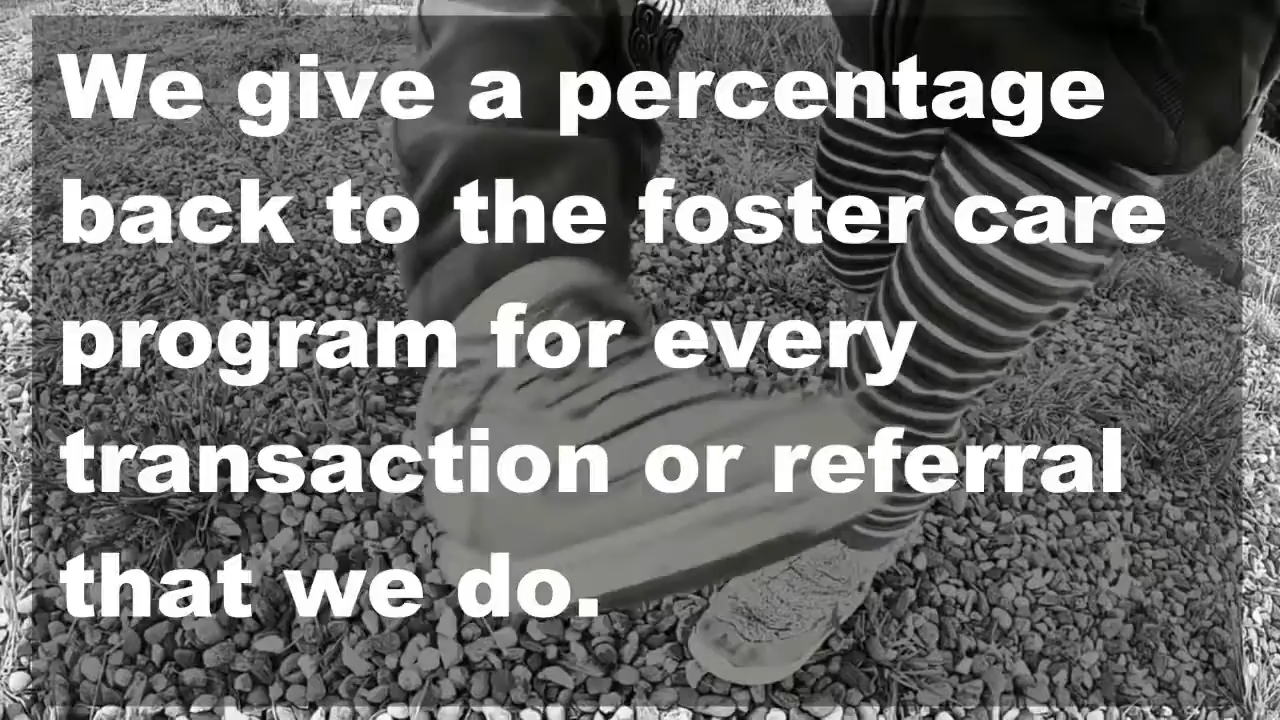 We give a percentage
back to the foster care
program for every
transaction or referral
that we do.